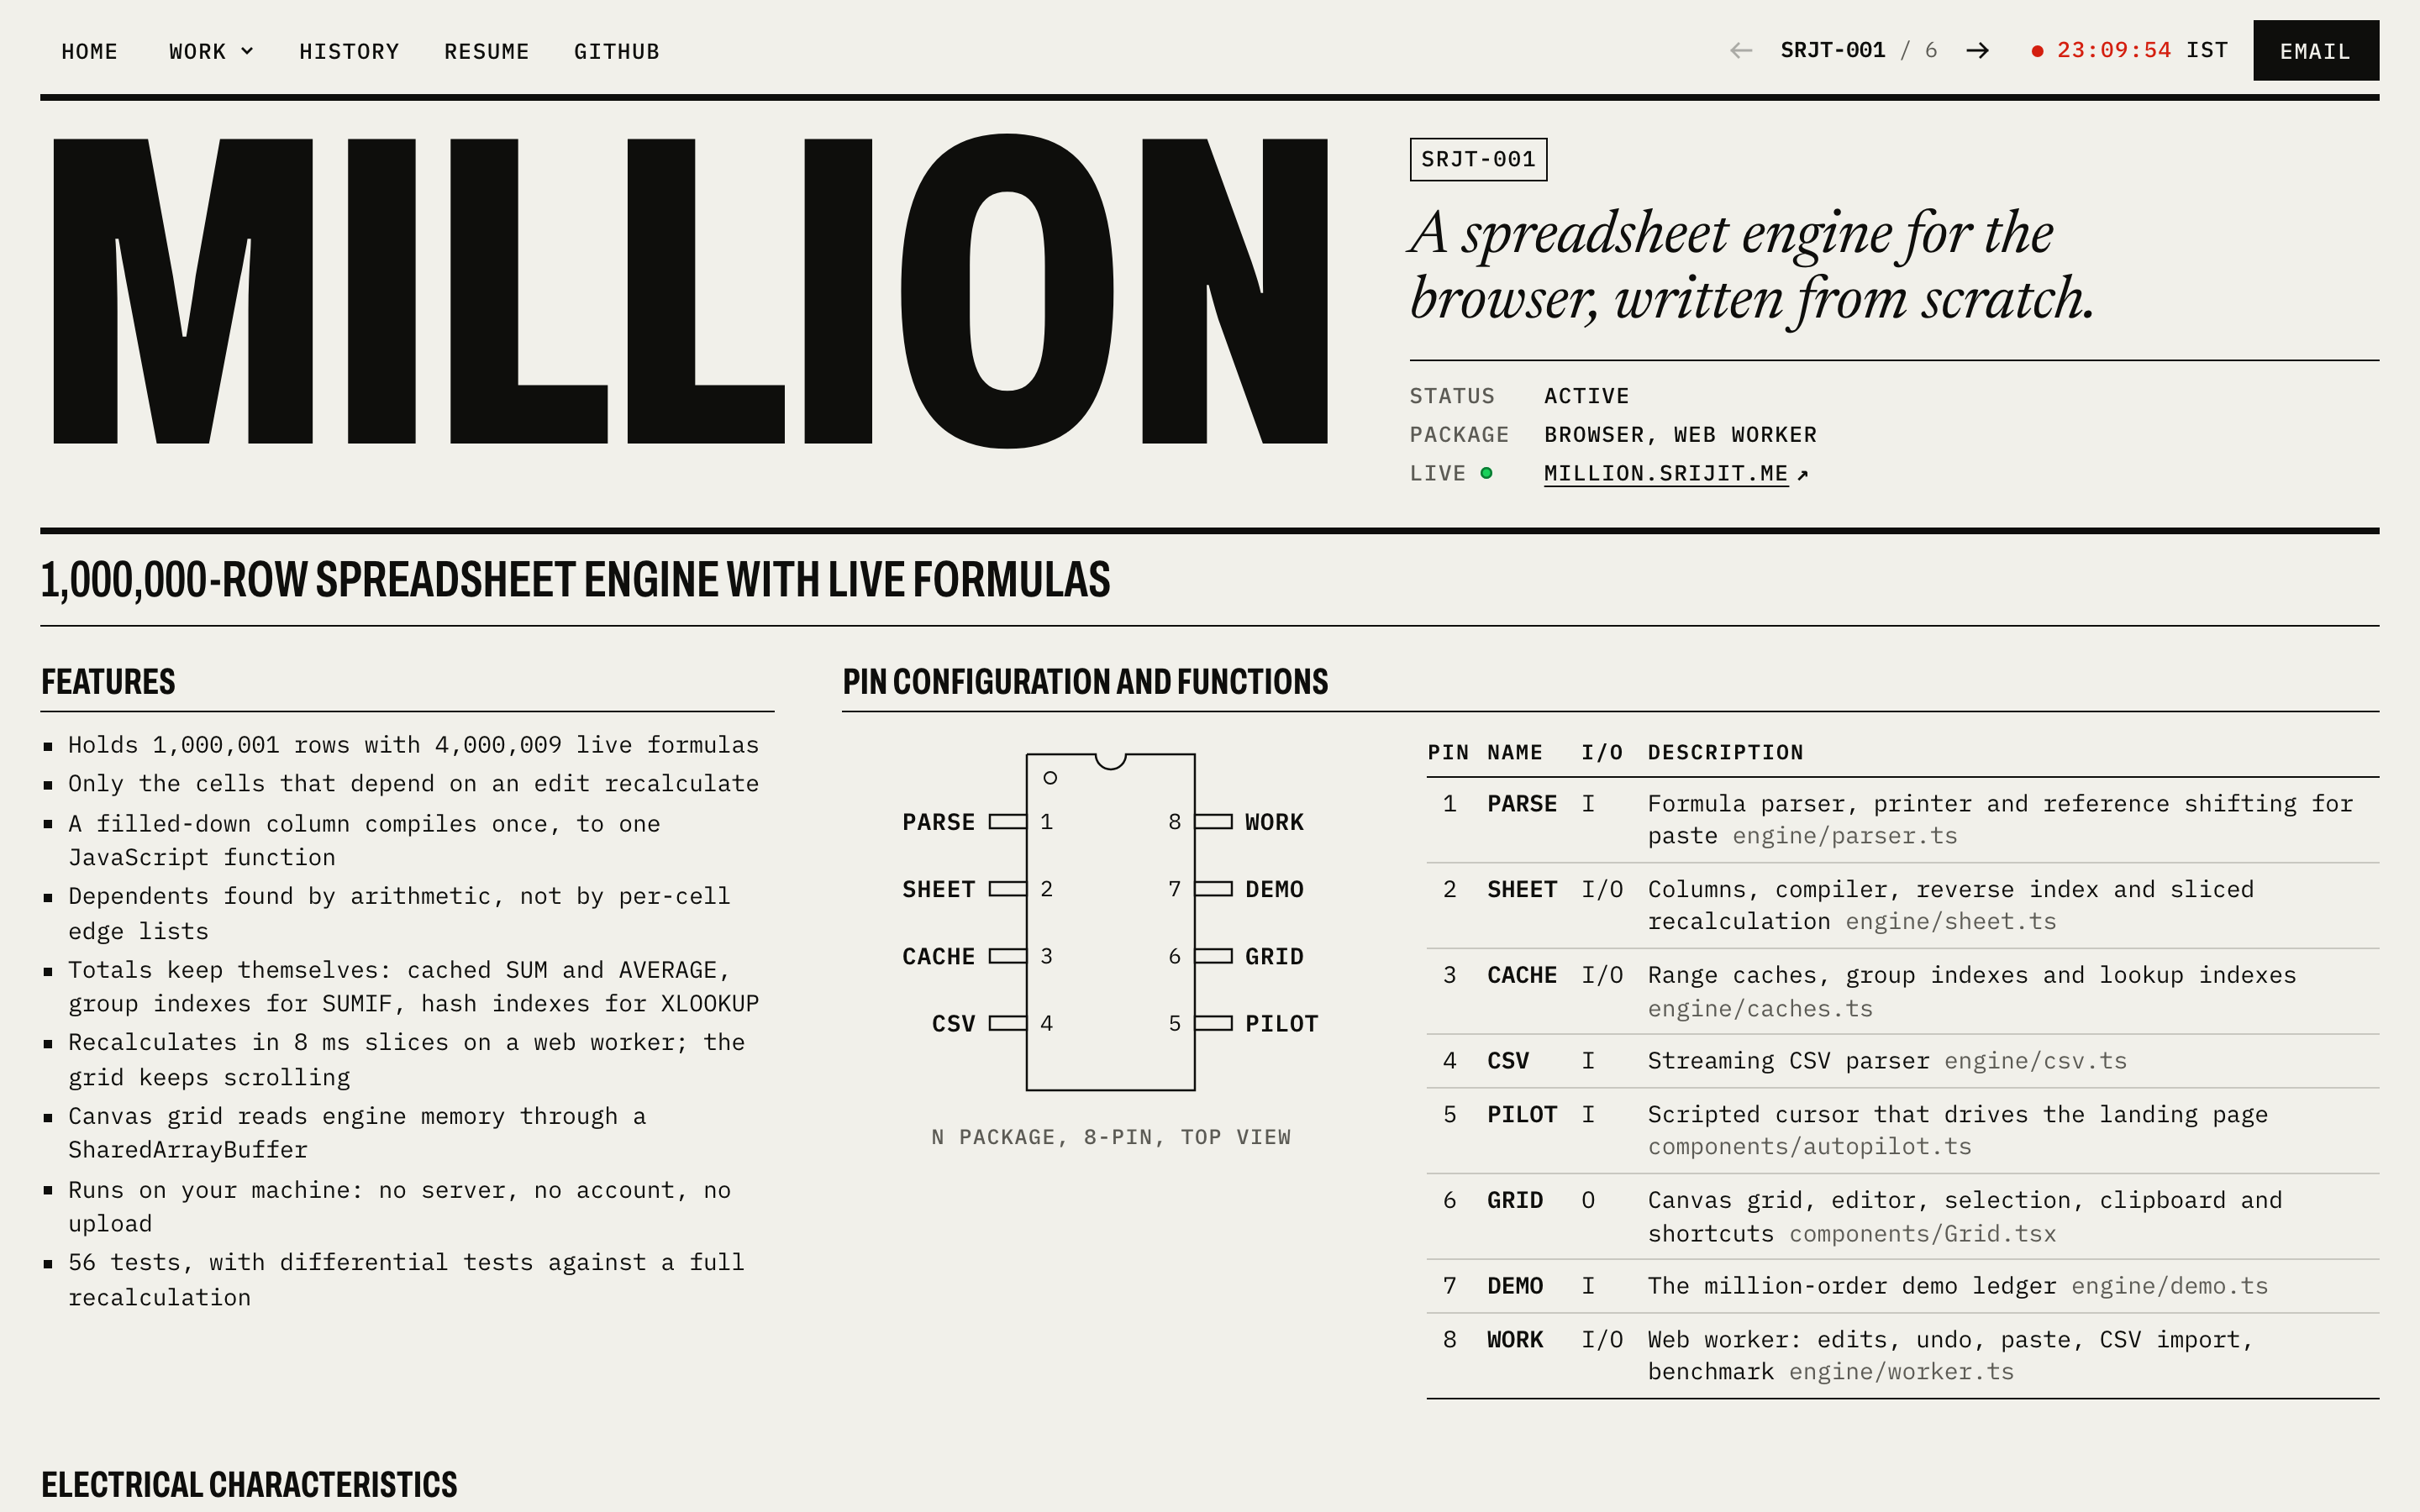 HOME WORK HISTORY RESUME GITHUB
← SRJT-001 / 6 → 23:09:54 IST EMAIL
MILLION
SRJT-001
A spreadsheet engine for the
browser, written from scratch.
STATUS ACTIVE
PACKAGE BROWSER, WEB WORKER
LIVE MILLION.SRIJIT.ME ↗
1,000,000-ROW SPREADSHEET ENGINE WITH LIVE FORMULAS
FEATURES
▪ Holds 1,000,001 rows with 4,000,009 live formulas
▪ Only the cells that depend on an edit recalculate
▪ A filled-down column compiles once, to one
JavaScript function
▪ Dependents found by arithmetic, not by per-cell
edge lists
▪ Totals keep themselves: cached SUM and AVERAGE,
group indexes for SUMIF, hash indexes for XLOOKUP
▪ Recalculates in 8 ms slices on a web worker; the
grid keeps scrolling
▪ Canvas grid reads engine memory through a
SharedArrayBuffer
▪ Runs on your machine: no server, no account, no
upload
▪ 56 tests, with differential tests against a full
recalculation
PIN CONFIGURATION AND FUNCTIONS
PARSE 1 8 WORK
SHEET 2 7 DEMO
CACHE 3 6 GRID
CSV 4 5 PILOT
N PACKAGE, 8-PIN, TOP VIEW
PIN NAME I/O DESCRIPTION
1 PARSE I Formula parser, printer and reference shifting for
paste engine/parser.ts
2 SHEET I/O Columns, compiler, reverse index and sliced
recalculation engine/sheet.ts
3 CACHE I/O Range caches, group indexes and lookup indexes
engine/caches.ts
4 CSV I Streaming CSV parser engine/csv.ts
5 PILOT I Scripted cursor that drives the landing page
components/autopilot.ts
6 GRID O Canvas grid, editor, selection, clipboard and
shortcuts components/Grid.tsx
7 DEMO I The million-order demo ledger engine/demo.ts
8 WORK I/O Web worker: edits, undo, paste, CSV import,
benchmark engine/worker.ts
ELECTRICAL CHARACTERISTICS